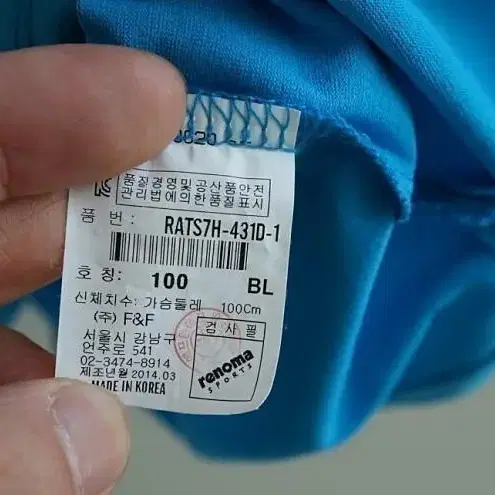 품질경영및공산품안전
관리법에의한품질표시
품 번 : RATS7H-431D-1
호 칭 : 100 BL
신체치수 : 가슴둘레 100Cm
(주) F&F
서울시 강남구
언주로 541
02-3474-8914
제조년월 2014.03
MADE IN KOREA
검 사 필
renoma
SPORTS